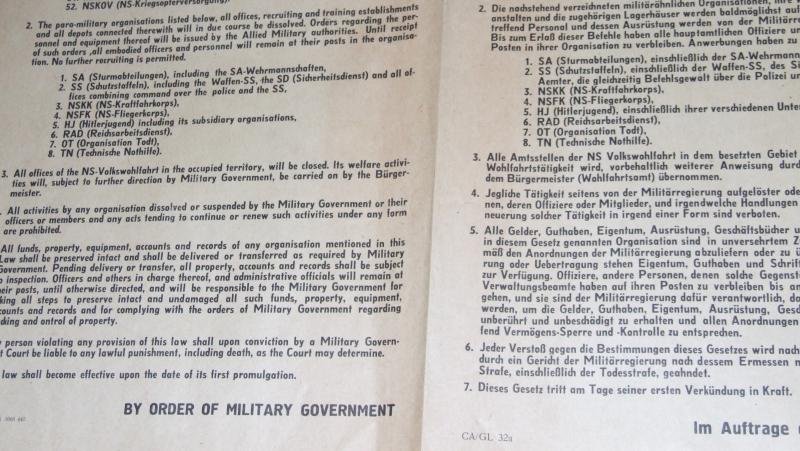 52. NSKOV (NS-Kriegsopferversorgung).
2. The para-military organisations listed below, all offices, recruiting and training establishments
and all depots connected therewith will in due course be dissolved. Orders regarding the per-
sonnel and equipment thereof will be issued by the Allied Military authorities. Until receipt
of such orders ,all embodied officers and personnel will remain at their posts in the organisa-
tion. No further recruiting is permitted.
1. SA (Sturmabteilungen), including the SA-Wehrmannschaften,
2. SS (Schutzstaffeln), including the Waffen-SS, the SD (Sicherheitsdienst) and all of-
fices combining command over the police and the SS,
3. NSKK (NS-Kraftfahrkorps),
4. NSFK (NS-Fliegerkorps),
5. HJ (Hitlerjugend) including its subsidiary organisations,
6. RAD (Reichsarbeitsdienst),
7. OT (Organisation Todt),
8. TN (Technische Nothilfe).
3. All offices of the NS-Volkswohlfahrt in the occupied territory, will be closed. Its welfare activi-
ties will, subject to further direction by Military Government, be carried on by the Bürger-
meister.
All activities by any organisation dissolved or suspended by the Military Government or their
officers or members and any acts tending to continue or renew such activities under any form
are prohibited.
All funds, property, equipment, accounts and records of any organisation mentioned in this
Law shall be preserved intact and shall be delivered or transferred as required by Military
Government. Pending delivery or transfer, all property, accounts and records shall be subject
to inspection. Officers and others in charge thereof, and administrative officials will remain at
their posts, until otherwise directed, and will be responsible to the Military Government for
king all steps to preserve intact and undamaged all such funds, property, equipment,
counts and records and for complying with the orders of Military Government regarding
king and ontrol of property.
person violating any provision of this law shall upon conviction by a Military Govern-
t Court be liable to any lawful punishment, including death, as the Court may determine.
law shall become effective upon the date of its first promulgation.
BY ORDER OF MILITARY GOVERNMENT
2. Die nachstehend verzeichneten militärähnlichen Organisationen, ihre
anstalten und die zugehörigen Lagerhäuser werden baldmöglichst auf
treffend Personal und dessen Ausrüstung werden von der Militärre
Bis zum Erlaß dieser Befehle haben alle hauptamtlichen Offiziere un
Posten in ihrer Organisation zu verbleiben. Anwerbungen haben zu
1. SA (Sturmabteilungen), einschließlich der SA-Wehrman
2. SS (Schutzstaffeln), einschließlich der Waffen-SS, des Si
Aemter, die gleichzeitig Befehlsgewalt über die Polizei un
3. NSKK (NS-Kraftfahrkorps),
4. NSFK (NS-Fliegerkorps),
5. HJ (Hitlerjugend), einschließlich ihrer verschiedenen Unter
6. RAD (Reichsarbeitsdienst),
7. OT (Organisation Todt),
8. TN (Technische Nothilfe).
3. Alle Amtsstellen der NS Volkswohlfahrt in dem besetzten Gebiet
Wohlfahrtstätigkeit wird, vorbehaltlich weiterer Anweisung durch
dem Bürgermeister (Wohlfahrtsamt) übernommen.
4. Jegliche Tätigkeit seitens von der Militärregierung aufgelöster ode
nen, deren Offiziere oder Mitglieder, und irgendwelche Handlungen
neuerung solcher Tätigkeit in irgend einer Form sind verboten.
5. Alle Gelder, Guthaben, Eigentum, Ausrüstung, Geschäftsbücher u
in diesem Gesetz genannten Organisation sind in unversehrtem Z
mäß den Anordnungen der Militärregierung abzuliefern oder zu ü
rung oder Uebertragung stehen Eigentum, Guthaben und Schrift
zur Verfügung. Offiziere, andere Personen, denen solche Gegenst
Verwaltungsbeamte haben auf ihren Posten zu verbleiben bis an
gehen, und sie sind der Militärregierung dafür verantwortlich, da
werden, um die Gelder, Guthaben, Eigentum, Ausrüstung, Gesc
unberührt und unbeschädigt zu erhalten und allen Anordnungen
fend Vermögens-Sperre und -Kontrolle zu entsprechen.
6. Jeder Verstoß gegen die Bestimmungen dieses Gesetzes wird nach
durch ein Gericht der Militärregierung nach dessem Ermessen n
Strafe, einschließlich der Todesstrafe, geahndet.
7. Dieses Gesetz tritt am Tage seiner ersten Verkündung in Kraft.
CA/GL 32a
Im Auftrage